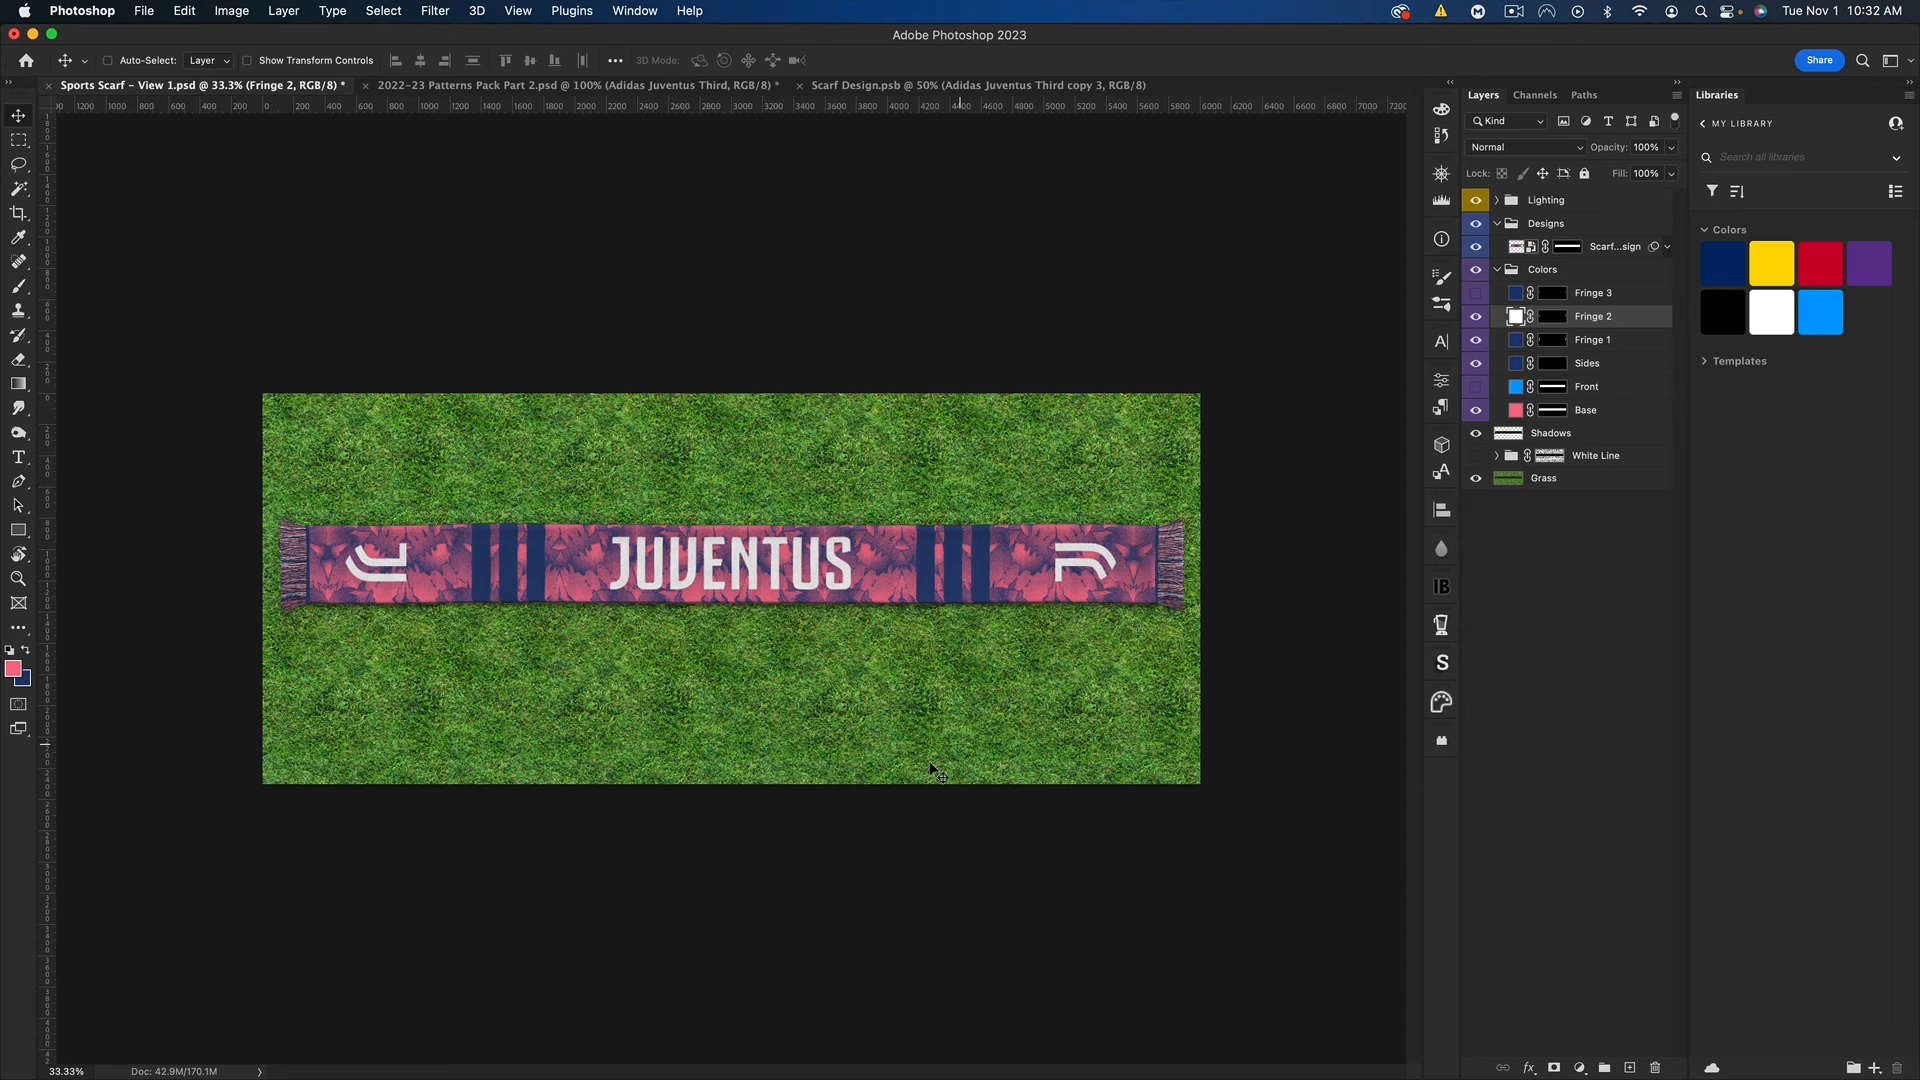 Photoshop File Edit Image Layer Type Select Filter 3D View Plugins Window Help Tue Nov 1 10:32 AM
Adobe Photoshop 2023
Auto-Select: Layer Show Transform Controls 3D Mode: Share
Sports Scarf – View 1.psd @ 33.3% (Fringe 2, RGB/8) * 2022–23 Patterns Pack Part 2.psd @ 100% (Adidas Juventus Third, RGB/8) * Scarf Design.psb @ 50% (Adidas Juventus Third copy 3, RGB/8)
Layers Channels Paths
Libraries
Kind
MY LIBRARY
Normal Opacity: 100%
Search all libraries
Lock: Fill: 100%
Lighting
Designs
Scarf...sign
Colors
Fringe 3
Fringe 2
Fringe 1
Sides
Front
Base
Shadows
White Line
Grass
Colors
Templates
JUVENTUS
IB
S
33.33% Doc: 42.9M/170.1M